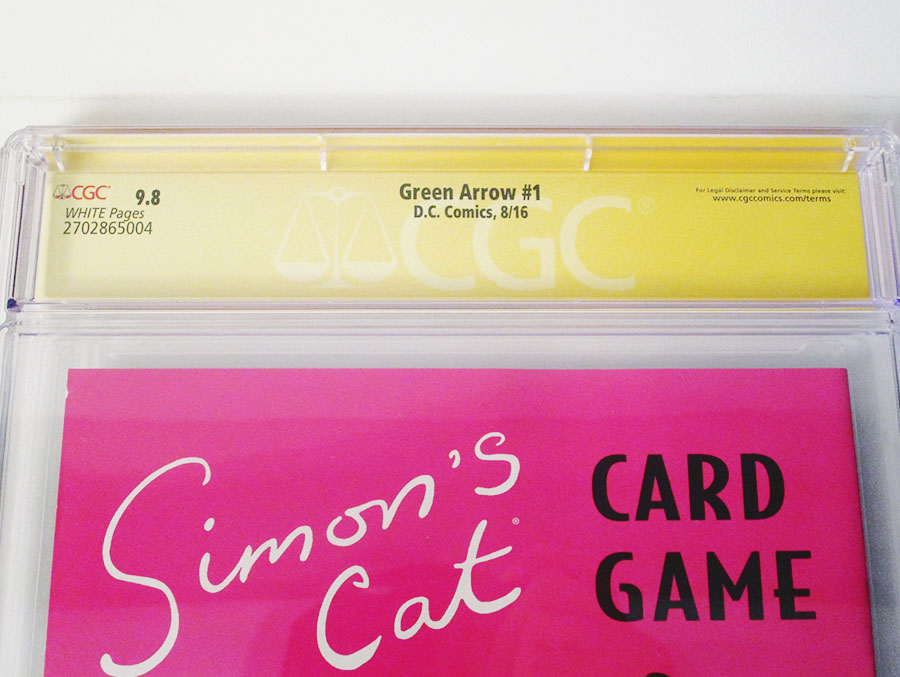 CGC
9.8
WHITE Pages
2702865004
Green Arrow #1
D.C. Comics, 8/16
For Legal Disclaimer and Service Terms please visit:
www.cgccomics.com/terms
CGC®
Simon's
Cat®
CARD
GAME